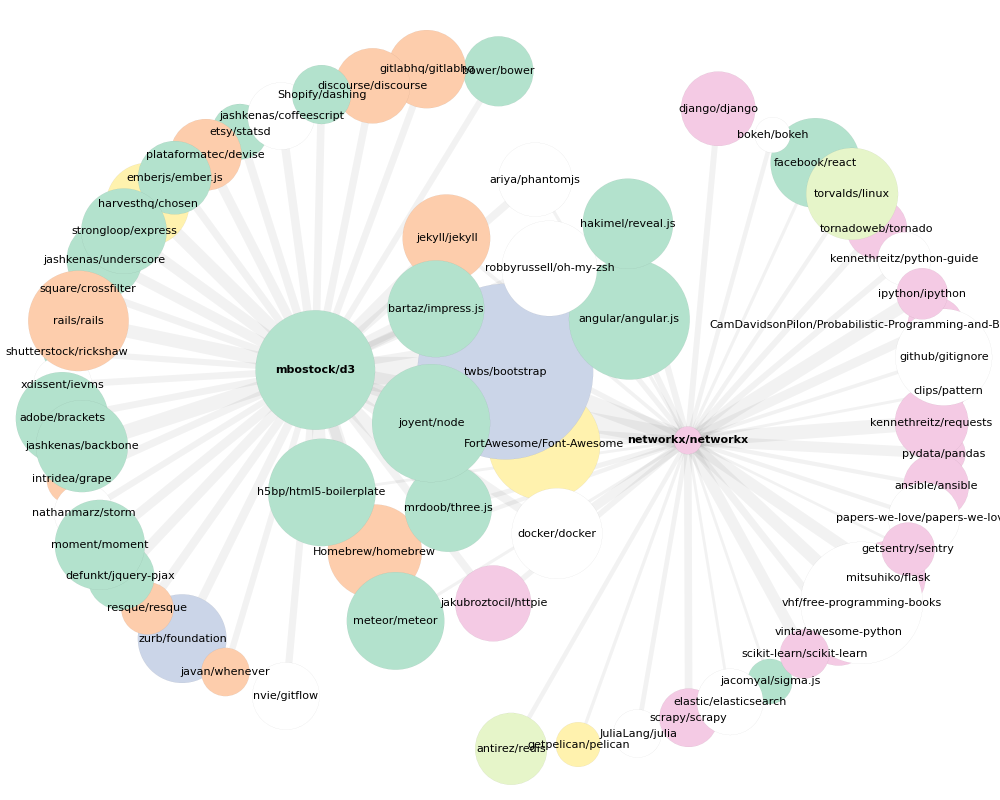 gitlabhq/gitlabhq
bower/bower
discourse/discourse
Shopify/dashing
django/django
jashkenas/coffeescript
etsy/statsd
bokeh/bokeh
plataformatec/devise
facebook/react
emberjs/ember.js
ariya/phantomjs
torvalds/linux
harvesthq/chosen
hakimel/reveal.js
strongloop/express
tornadoweb/tornado
jekyll/jekyll
jashkenas/underscore
kennethreitz/python-guide
robbyrussell/oh-my-zsh
square/crossfilter
ipython/ipython
bartaz/impress.js
rails/rails
angular/angular.js
CamDavidsonPilon/Probabilistic-Programming-and-B
shutterstock/rickshaw
github/gitignore
mbostock/d3
twbs/bootstrap
xdissent/ievms
clips/pattern
adobe/brackets
joyent/node
kennethreitz/requests
jashkenas/backbone
FortAwesome/Font-Awesome
networkx/networkx
pydata/pandas
intridea/grape
ansible/ansible
h5bp/html5-boilerplate
mrdoob/three.js
nathanmarz/storm
papers-we-love/papers-we-lov
docker/docker
moment/moment
getsentry/sentry
Homebrew/homebrew
defunkt/jquery-pjax
mitsuhiko/flask
jakubroztocil/httpie
vhf/free-programming-books
resque/resque
meteor/meteor
vinta/awesome-python
zurb/foundation
scikit-learn/scikit-learn
javan/whenever
jacomyal/sigma.js
nvie/gitflow
elastic/elasticsearch
scrapy/scrapy
JuliaLang/julia
getpelican/pelican
antirez/redis